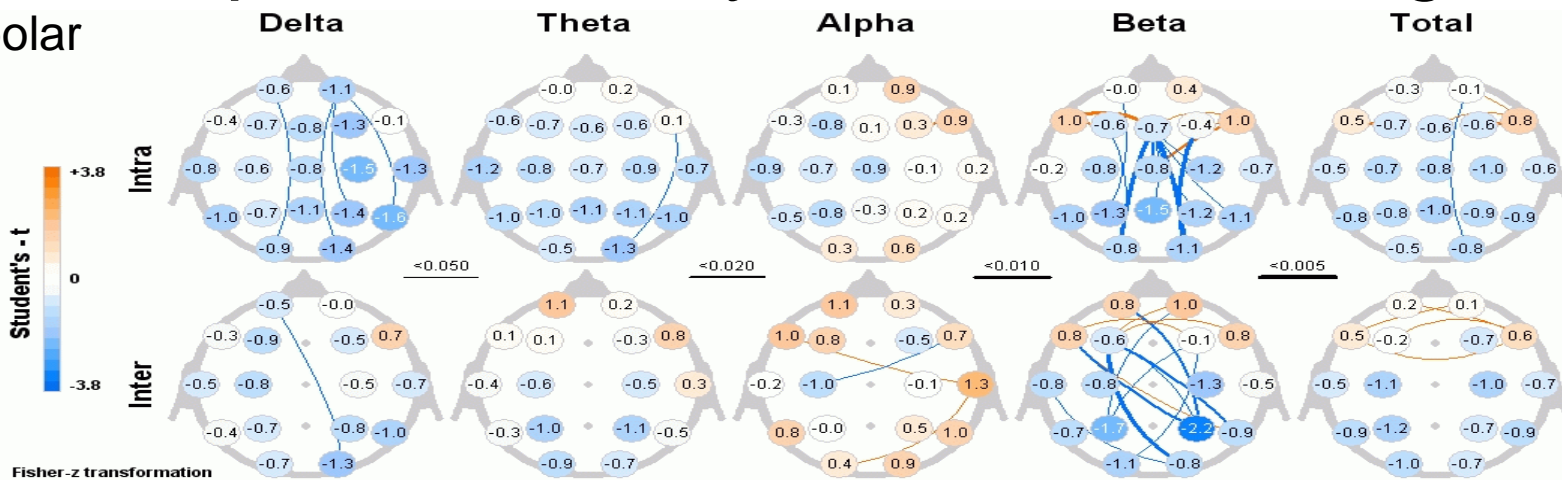 polar
Delta Theta Alpha Beta Total
Intra
-0.6 -1.1 -0.0 0.2 0.1 0.9 -0.0 0.4 -0.3 -0.1
-0.4 -0.7 -0.8 -1.3 -0.1 -0.6 -0.7 -0.6 -0.6 0.1 -0.3 -0.8 0.1 0.3 0.9 1.0 -0.6 -0.7 -0.4 1.0 0.5 -0.7 -0.6 -0.6 0.8
-0.8 -0.6 -0.8 -1.5 -1.3 -1.2 -0.8 -0.7 -0.9 -0.7 -0.9 -0.7 -0.9 -0.1 0.2 -0.2 -0.8 -0.8 -1.2 -0.7 -0.5 -0.7 -0.8 -1.0 -0.6
-1.0 -0.7 -1.1 -1.4 -1.6 -1.0 -1.0 -1.1 -1.1 -1.0 -0.5 -0.8 -0.3 0.2 0.2 -1.0 -1.3 -1.5 -1.2 -1.1 -0.8 -0.8 -1.0 -0.9 -0.9
-0.9 -1.4 -0.5 -1.3 0.3 0.6 -0.8 -1.1 -0.5 -0.8
<0.050 <0.020 <0.010 <0.005
Student's - t
+3.8
0
-3.8
Inter
-0.5 -0.0 1.1 0.2 1.1 0.3 0.8 1.0 0.2 0.1
-0.3 -0.9 -0.5 0.7 0.1 0.1 -0.3 0.8 1.0 0.8 -0.5 0.7 0.8 -0.6 -0.1 0.8 0.5 -0.2 -0.7 0.6
-0.5 -0.8 -0.5 -0.7 -0.4 -0.6 -0.5 0.3 -0.2 -1.0 -0.1 1.3 -0.8 -0.8 -1.3 -0.5 -0.5 -1.1 -1.0 -0.7
-0.4 -0.7 -0.8 -1.0 -0.3 -1.0 -1.1 -0.5 0.8 -0.0 0.5 1.0 -0.7 -1.7 -2.2 -0.9 -0.9 -1.2 -0.7 -0.9
-0.7 -1.3 -0.9 -0.7 0.4 0.9 -1.1 -0.8 -1.0 -0.7
Fisher-z transformation